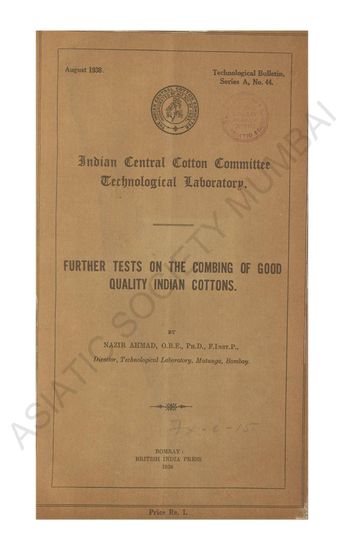 August 1938.
Technological Bulletin,
Series A, No. 44.
Indian Central Cotton Committee
Technological Laboratory.
FURTHER TESTS ON THE COMBING OF GOOD
QUALITY INDIAN COTTONS.
BY
NAZIR AHMAD, O.B.E., PH.D., F.INST.P.,
Director, Technological Laboratory, Matunga, Bombay.
BOMBAY:
BRITISH INDIA PRESS
1938
Price Re. 1.
ASIATIC SOCIETY MUMBAI